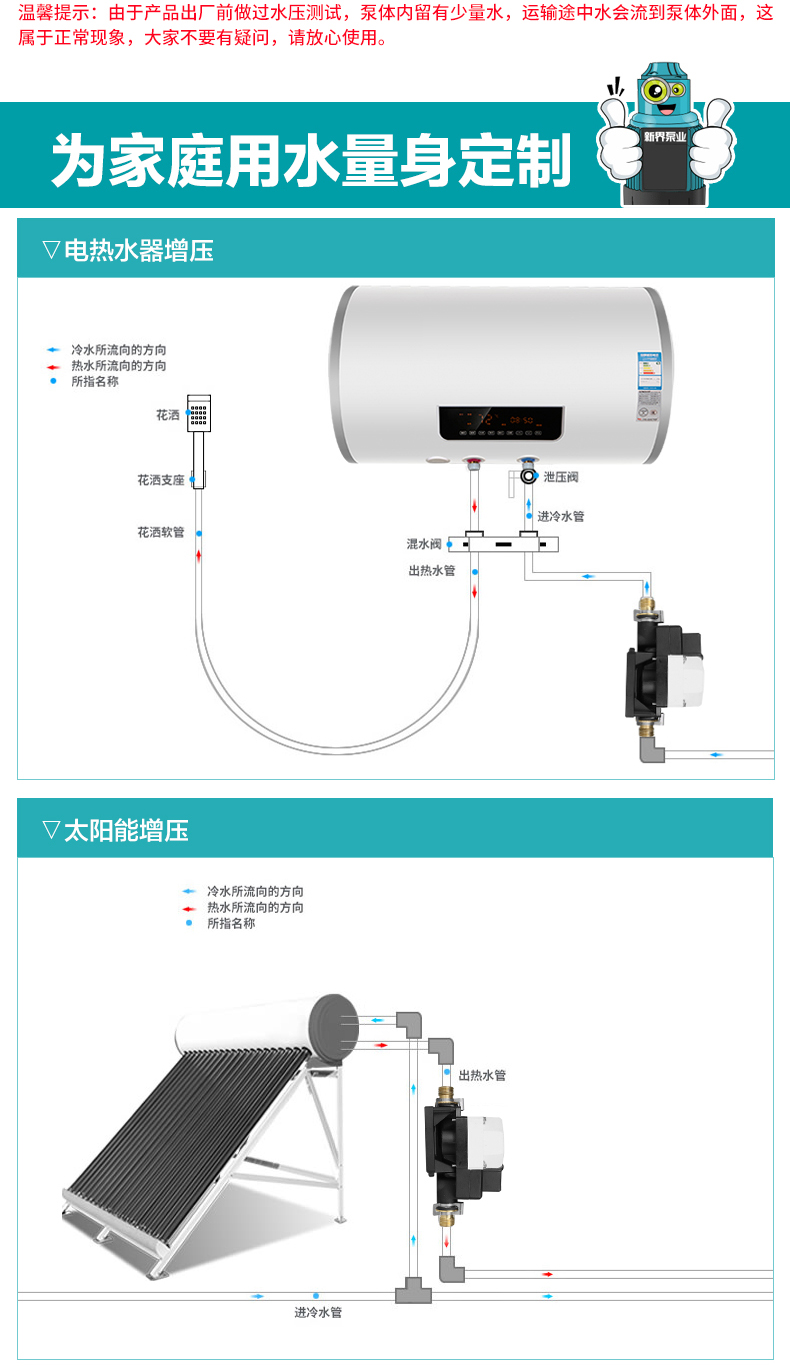 温馨提示：由于产品出厂前做过水压测试，泵体内留有少量水，运输途中水会流到泵体外面，这
属于正常现象，大家不要有疑问，请放心使用。
新界泵业
为家庭用水量身定制
▽电热水器增压
冷水所流向的方向
热水所流向的方向
所指名称
花洒
花洒支座
泄压阀
进冷水管
花洒软管
混水阀
出热水管
▽太阳能增压
冷水所流向的方向
热水所流向的方向
所指名称
出热水管
进冷水管